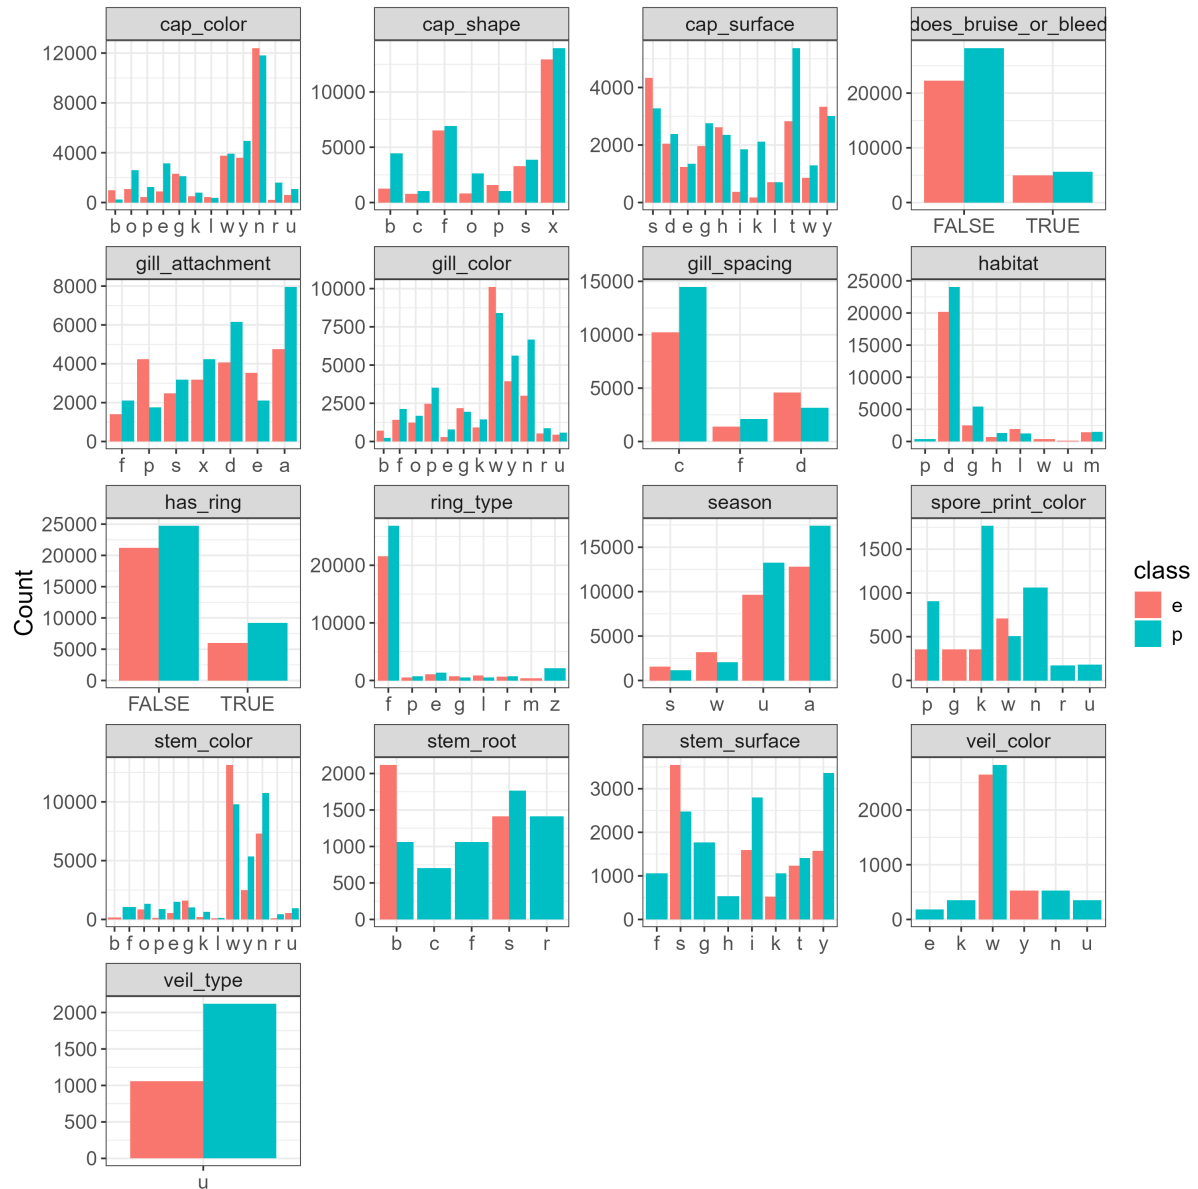 cap_color
12000
8000
4000
0
b o p e g k l w y n r u
cap_shape
10000
5000
0
b c f o p s x
cap_surface
4000
2000
0
s d e g h i k l t w y
does_bruise_or_bleed
20000
10000
0
FALSE TRUE
gill_attachment
8000
6000
4000
2000
0
f p s x d e a
gill_color
10000
7500
5000
2500
0
b f o p e g k w y n r u
gill_spacing
15000
10000
5000
0
c f d
habitat
25000
20000
15000
10000
5000
0
p d g h l w u m
has_ring
25000
20000
15000
10000
5000
0
FALSE TRUE
ring_type
20000
10000
0
f p e g l r m z
season
15000
10000
5000
0
s w u a
spore_print_color
1500
1000
500
0
p g k w n r u
stem_color
10000
5000
0
b f o p e g k l w y n r u
stem_root
2000
1500
1000
500
0
b c f s r
stem_surface
3000
2000
1000
0
f s g h i k t y
veil_color
2000
1000
0
e k w y n u
veil_type
2000
1500
1000
500
0
u
Count
class
e
p